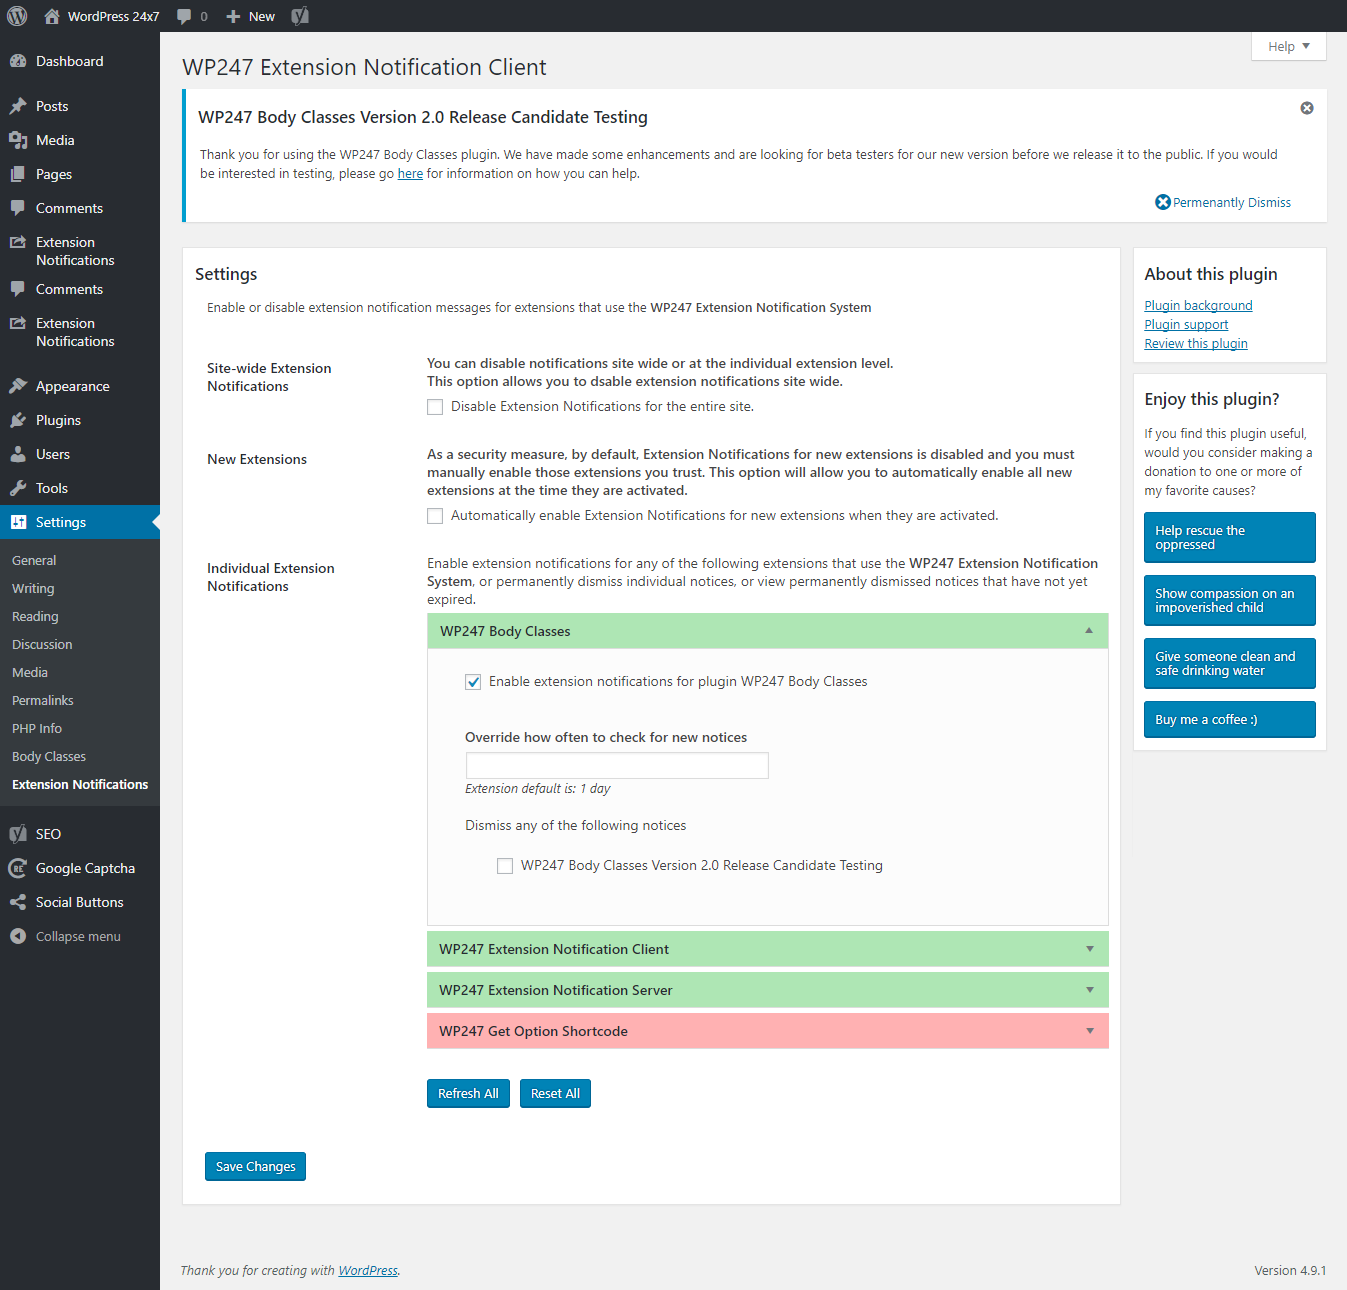 WordPress 24x7
0
New
Help
Dashboard
Posts
Media
Pages
Comments
Extension
Notifications
Comments
Extension
Notifications
Appearance
Plugins
Users
Tools
Settings
General
Writing
Reading
Discussion
Media
Permalinks
PHP Info
Body Classes
Extension Notifications
SEO
Google Captcha
Social Buttons
Collapse menu
WP247 Extension Notification Client
WP247 Body Classes Version 2.0 Release Candidate Testing
Thank you for using the WP247 Body Classes plugin. We have made some enhancements and are looking for beta testers for our new version before we release it to the public. If you would
be interested in testing, please go here for information on how you can help.
Permenantly Dismiss
Settings
Enable or disable extension notification messages for extensions that use the WP247 Extension Notification System
Site-wide Extension
Notifications
You can disable notifications site wide or at the individual extension level.
This option allows you to dsable extension notifications site wide.
Disable Extension Notifications for the entire site.
New Extensions
As a security measure, by default, Extension Notifications for new extensions is disabled and you must
manually enable those extensions you trust. This option will allow you to automatically enable all new
extensions at the time they are activated.
Automatically enable Extension Notifications for new extensions when they are activated.
Individual Extension
Notifications
Enable extension notifications for any of the following extensions that use the WP247 Extension Notification
System, or permanently dismiss individual notices, or view permanently dismissed notices that have not yet
expired.
WP247 Body Classes
Enable extension notifications for plugin WP247 Body Classes
Override how often to check for new notices
Extension default is: 1 day
Dismiss any of the following notices
WP247 Body Classes Version 2.0 Release Candidate Testing
WP247 Extension Notification Client
WP247 Extension Notification Server
WP247 Get Option Shortcode
Refresh All
Reset All
Save Changes
About this plugin
Plugin background
Plugin support
Review this plugin
Enjoy this plugin?
If you find this plugin useful,
would you consider making a
donation to one or more of
my favorite causes?
Help rescue the
oppressed
Show compassion on an
impoverished child
Give someone clean and
safe drinking water
Buy me a coffee :)
Thank you for creating with WordPress.
Version 4.9.1